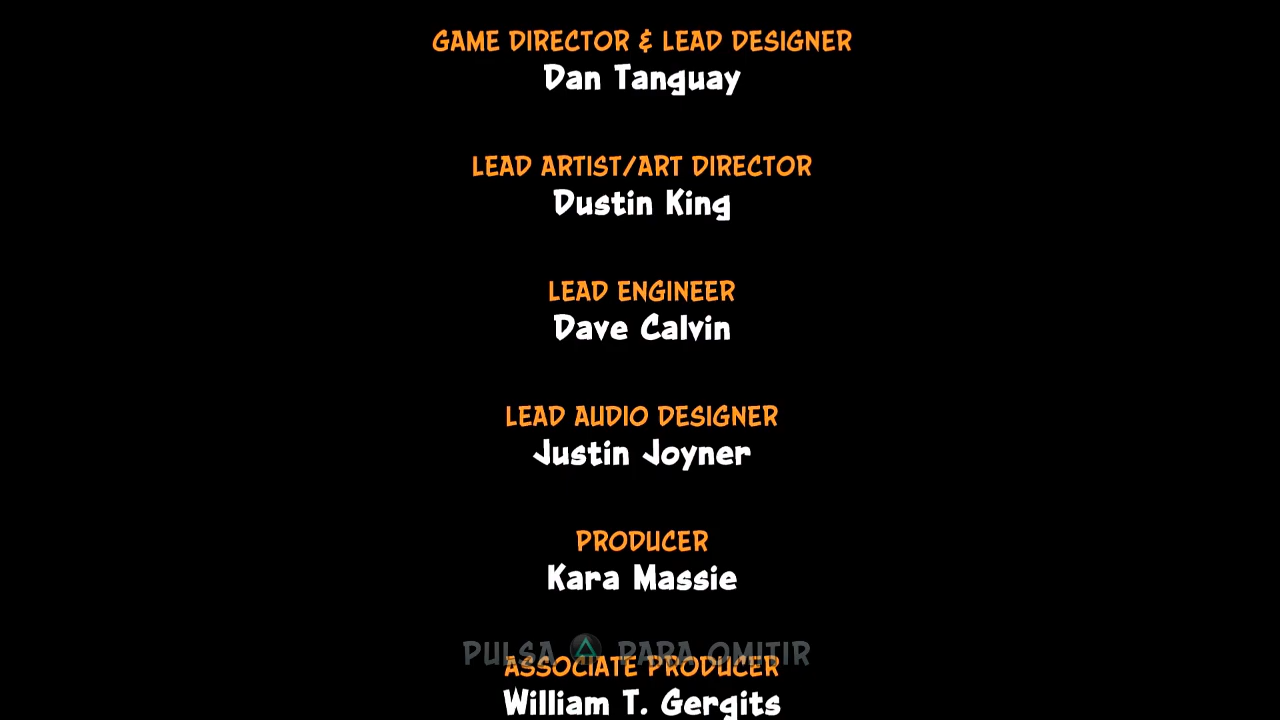 GAME DIRECTOR & LEAD DESIGNER
Dan Tanguay
LEAD ARTIST/ART DIRECTOR
Dustin King
LEAD ENGINEER
Dave Calvin
LEAD AUDIO DESIGNER
Justin Joyner
PRODUCER
Kara Massie
PULSA PARA OMITIR
ASSOCIATE PRODUCER
William T. Gergits